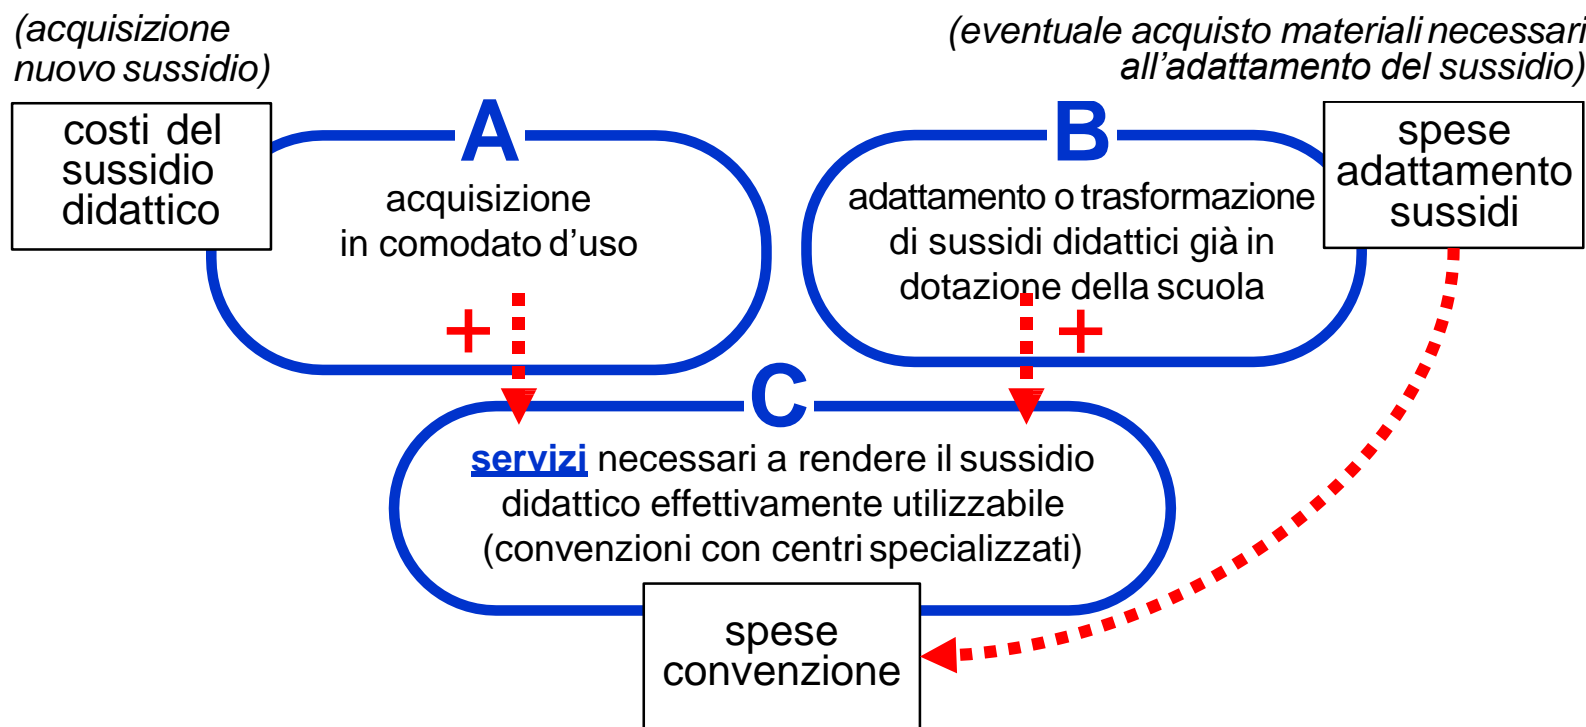 (acquisizione
nuovo sussidio)
(eventuale acquisto materiali necessari
all'adattamento del sussidio)
costi del
sussidio
didattico
A
acquisizione
in comodato d'uso
+
B
adattamento o trasformazione
di sussidi didattici già in
dotazione della scuola
+
spese
adattamento
sussidi
C
servizi necessari a rendere il sussidio
didattico effettivamente utilizzabile
(convenzioni con centri specializzati)
spese
convenzione